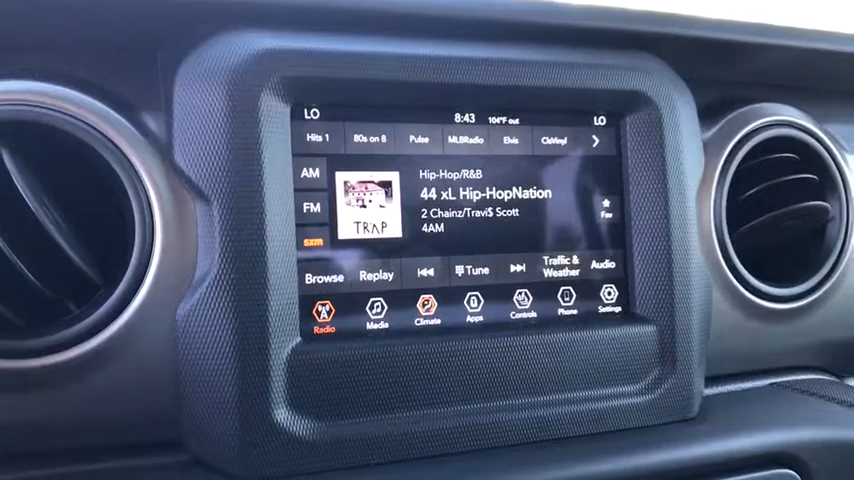 LO 8:43 104°F out LO
Hits 1 80s on 8 Pulse MLBRadio Elvis ClsVinyl
AM
FM
sxm
TRAP
Hip-Hop/R&B
44 xL Hip-HopNation
2 Chainz/Travi$ Scott
4AM
Fav
Browse Replay Tune Traffic & Weather Audio
Radio Media Climate Apps Controls Phone Settings